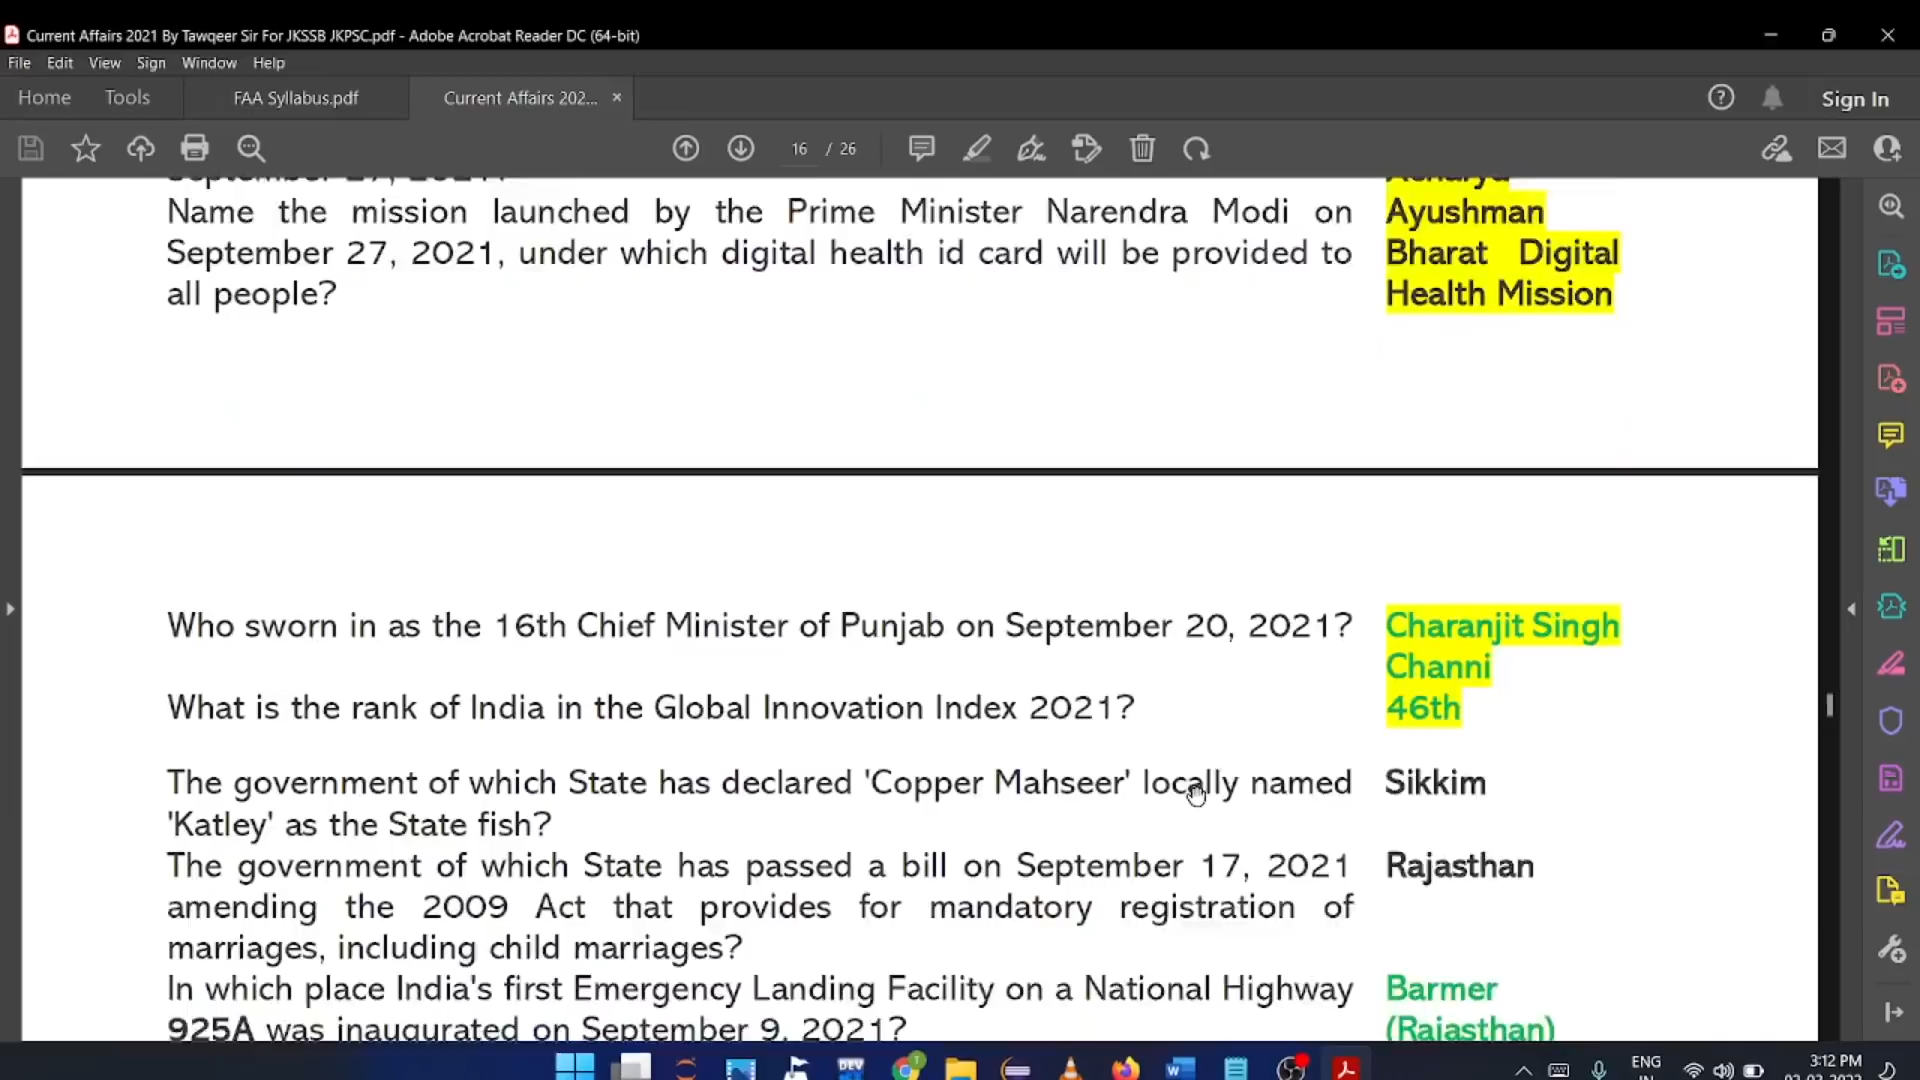 Current Affairs 2021 By Tawqeer Sir For JKSSB JKPSC.pdf - Adobe Acrobat Reader DC (64-bit)
File Edit View Sign Window Help
Home Tools FAA Syllabus.pdf Current Affairs 202... × Sign In
16 / 26
September 27, 2021? Acharya
Name the mission launched by the Prime Minister Narendra Modi on Ayushman
September 27, 2021, under which digital health id card will be provided to Bharat Digital
all people? Health Mission
Who sworn in as the 16th Chief Minister of Punjab on September 20, 2021? Charanjit Singh
Channi
What is the rank of India in the Global Innovation Index 2021? 46th
The government of which State has declared 'Copper Mahseer' locally named Sikkim
'Katley' as the State fish?
The government of which State has passed a bill on September 17, 2021 Rajasthan
amending the 2009 Act that provides for mandatory registration of
marriages, including child marriages?
In which place India's first Emergency Landing Facility on a National Highway Barmer
925A was inaugurated on September 9, 2021? (Rajasthan)
DEV
ENG 3:12 PM
IN